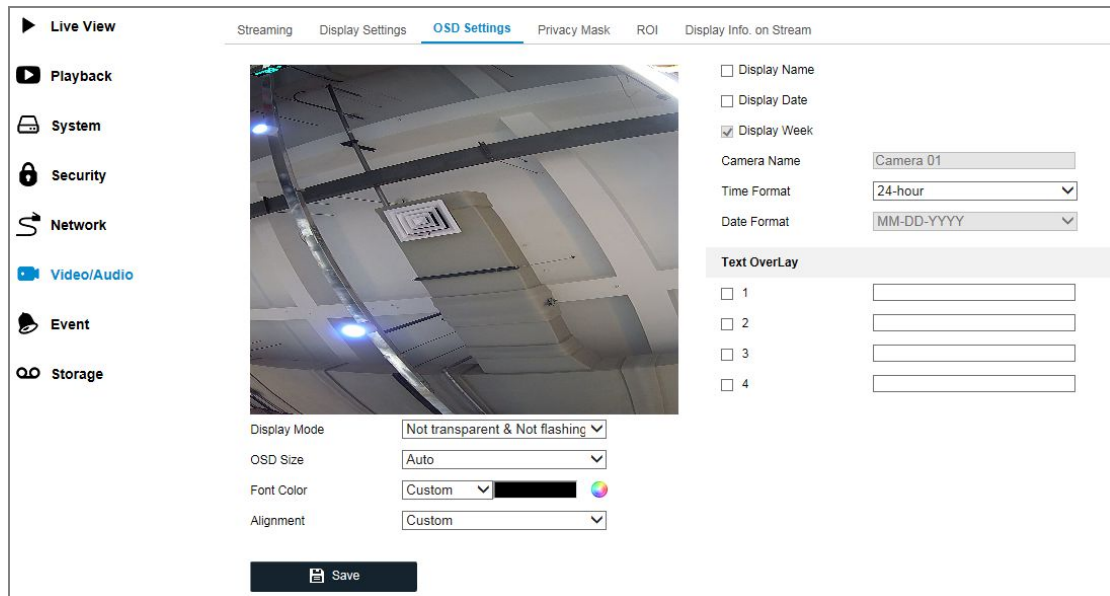 Live View
Playback
System
Security
Network
Video/Audio
Event
Storage
Streaming Display Settings OSD Settings Privacy Mask ROI Display Info. on Stream
Display Name
Display Date
Display Week
Camera Name Camera 01
Time Format 24-hour
Date Format MM-DD-YYYY
Text OverLay
1
2
3
4
Display Mode Not transparent & Not flashing
OSD Size Auto
Font Color Custom
Alignment Custom
Save